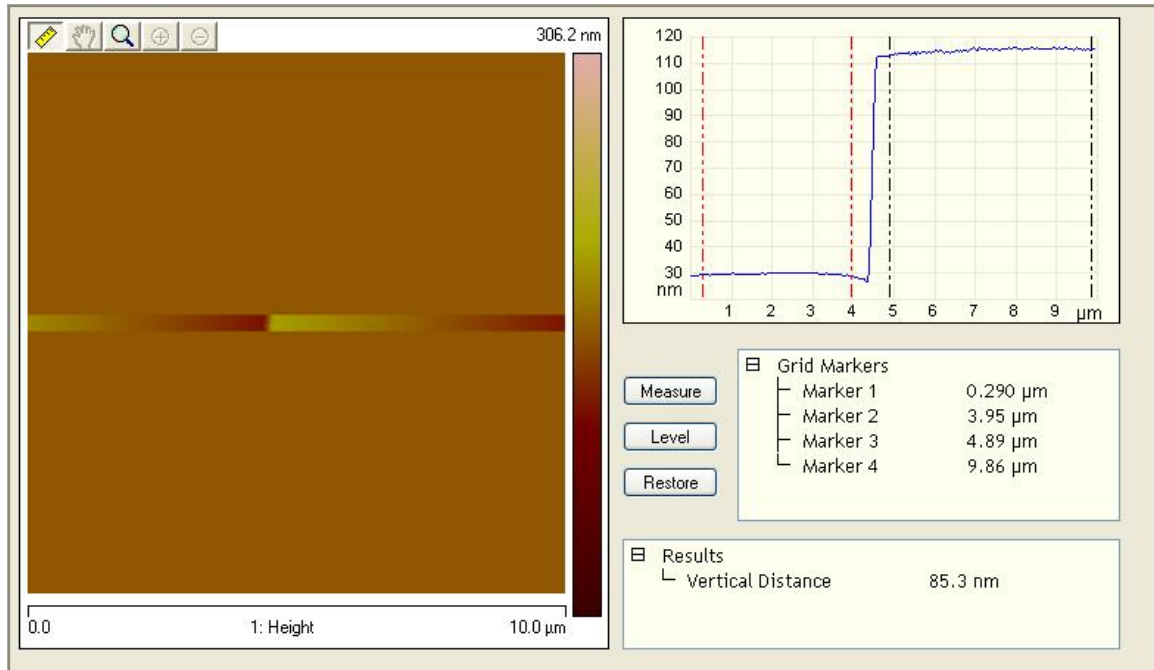 306.2 nm
0.0 1: Height 10.0 µm
120
110
100
90
80
70
60
50
40
30
nm
1 2 3 4 5 6 7 8 9 µm
Measure
Level
Restore
Grid Markers
Marker 1 0.290 µm
Marker 2 3.95 µm
Marker 3 4.89 µm
Marker 4 9.86 µm
Results
Vertical Distance 85.3 nm